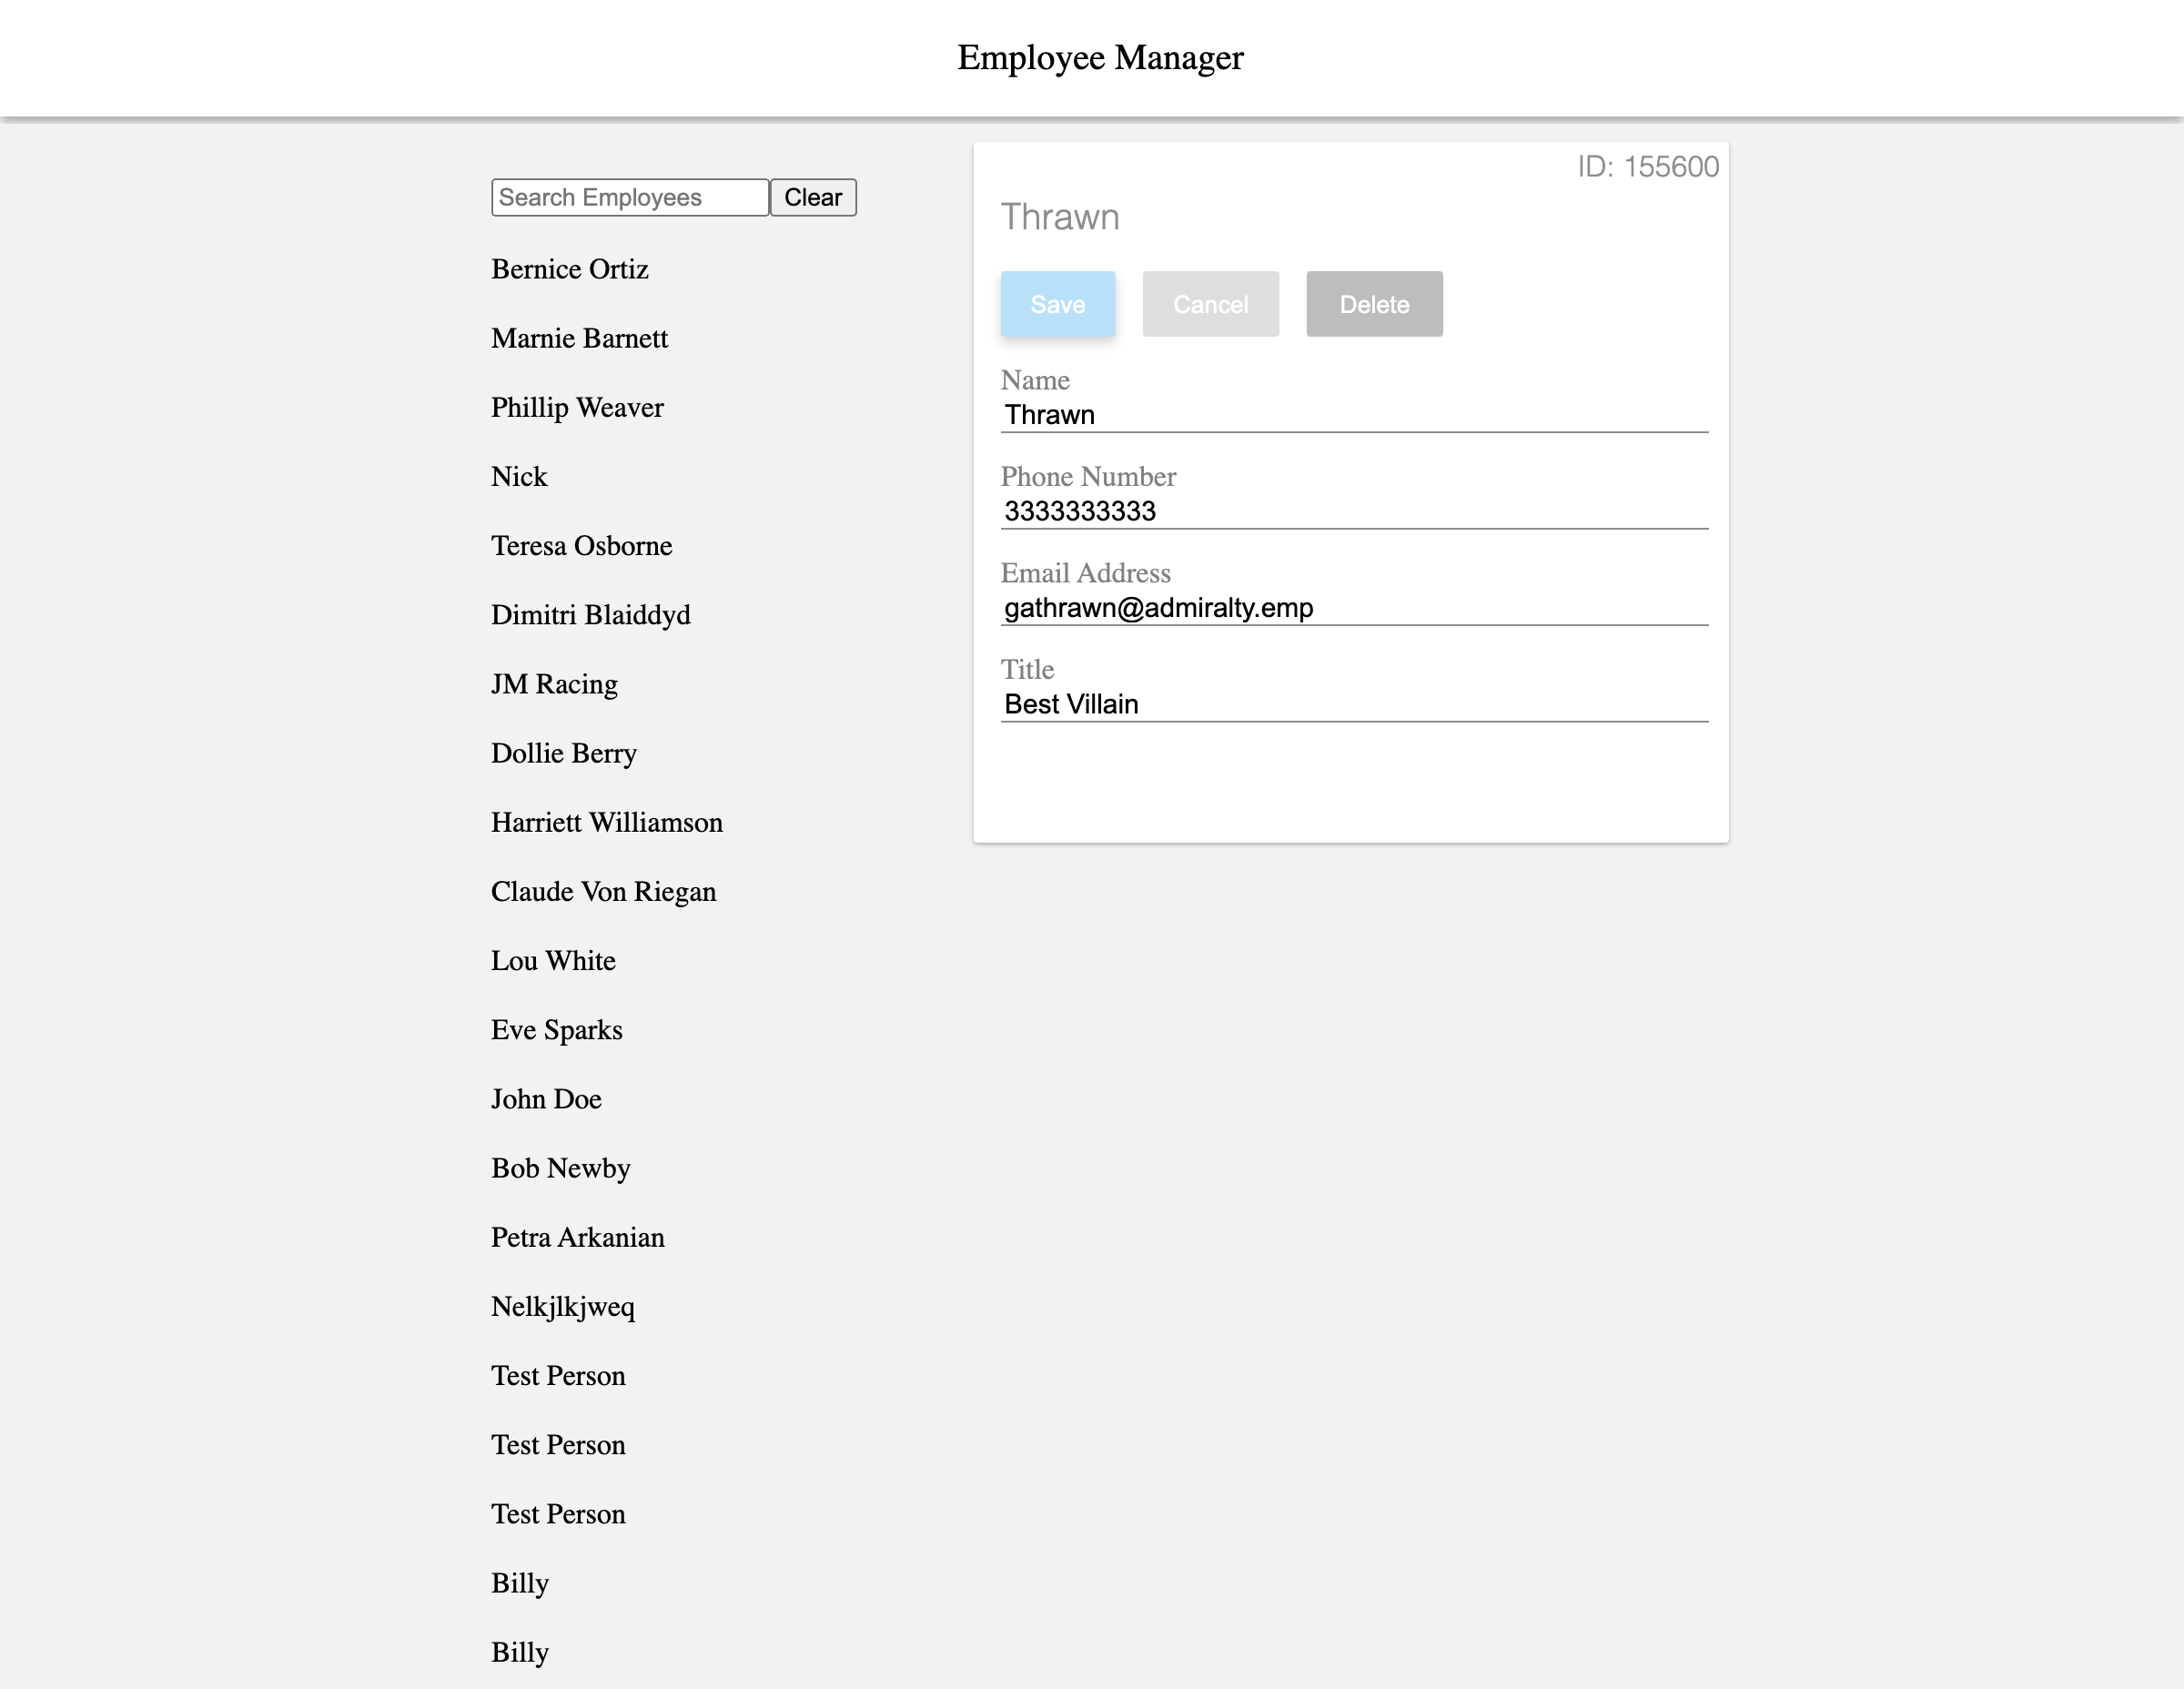 Employee Manager
Search Employees Clear
Bernice Ortiz
Marnie Barnett
Phillip Weaver
Nick
Teresa Osborne
Dimitri Blaiddyd
JM Racing
Dollie Berry
Harriett Williamson
Claude Von Riegan
Lou White
Eve Sparks
John Doe
Bob Newby
Petra Arkanian
Nelkjlkjweq
Test Person
Test Person
Test Person
Billy
Billy
ID: 155600
Thrawn
Save Cancel Delete
Name
Thrawn
Phone Number
3333333333
Email Address
gathrawn@admiralty.emp
Title
Best Villain